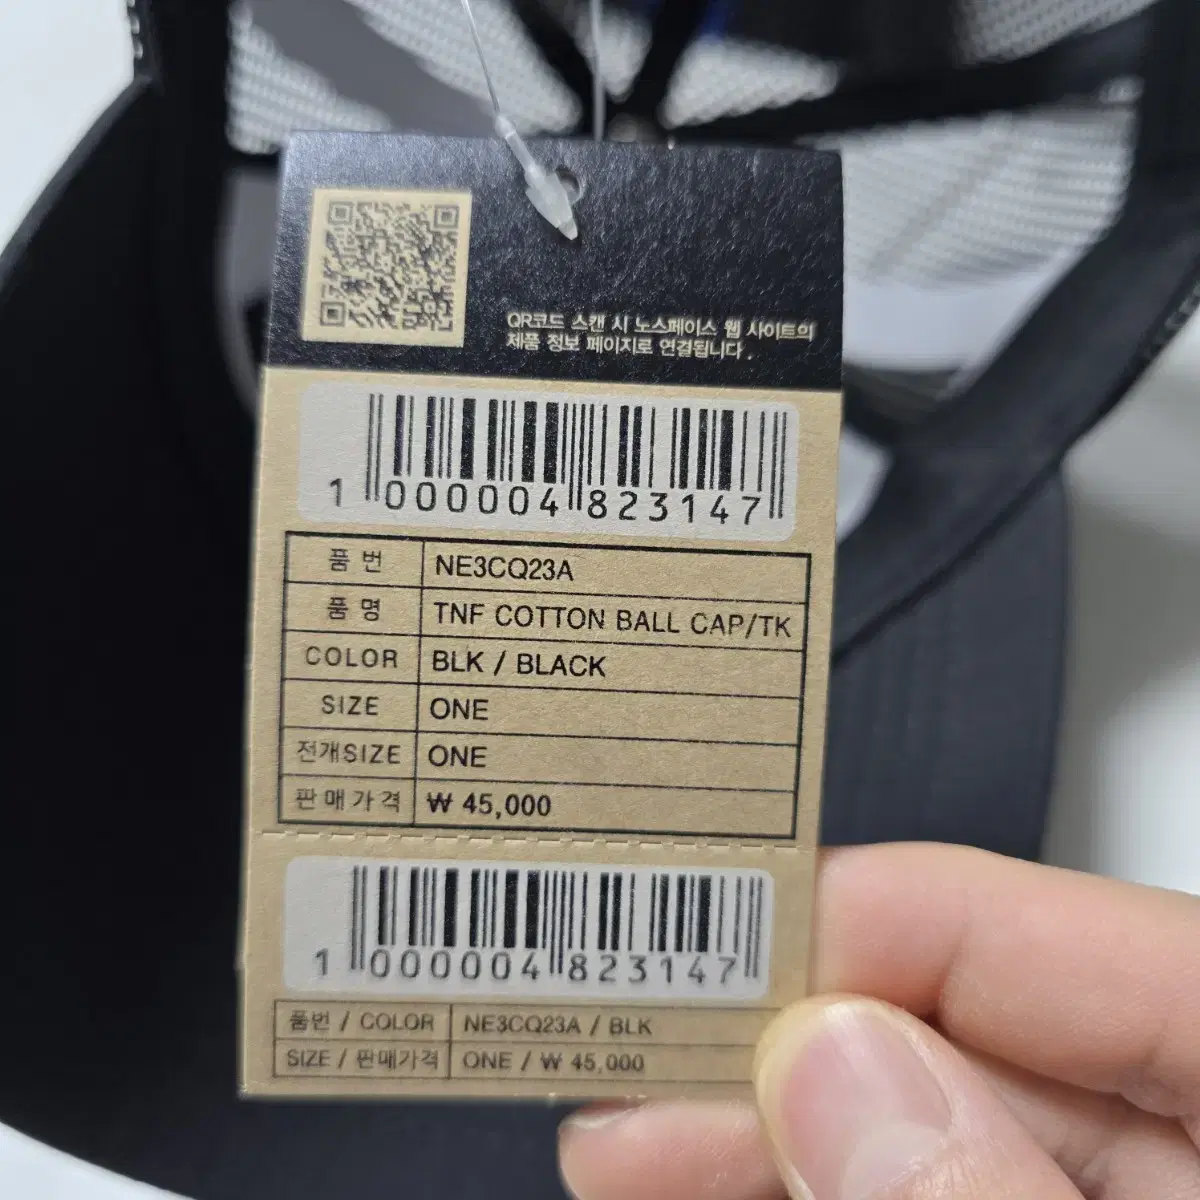 QR코드 스캔 시 노스페이스 웹 사이트의
제품 정보 페이지로 연결됩니다.
1 000004 823147
품번 NE3CQ23A
품명 TNF COTTON BALL CAP/TK
COLOR BLK / BLACK
SIZE ONE
전개SIZE ONE
판매가격 ₩ 45,000
1 000004 823147
품번 / COLOR NE3CQ23A / BLK
SIZE / 판매가격 ONE / ₩ 45,000